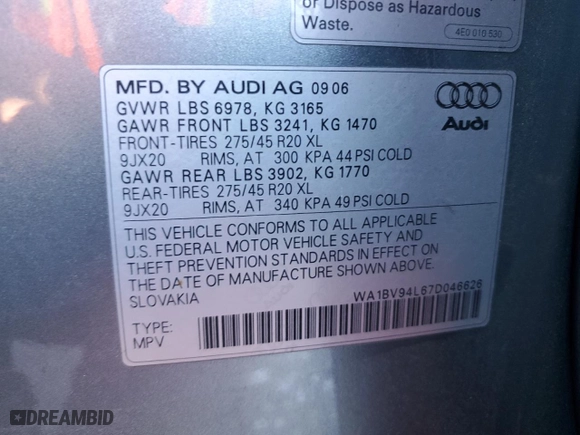 or Dispose as Hazardous
Waste.
4E0 010 530
MFD. BY AUDI AG 09 06
GVWR LBS 6978, KG 3165
GAWR FRONT LBS 3241, KG 1470
FRONT-TIRES 275/45 R20 XL
9JX20 RIMS, AT 300 KPA 44 PSI COLD
GAWR REAR LBS 3902, KG 1770
REAR-TIRES 275/45 R20 XL
9JX20 RIMS, AT 340 KPA 49 PSI COLD
Audi
THIS VEHICLE CONFORMS TO ALL APPLICABLE
U.S. FEDERAL MOTOR VEHICLE SAFETY AND
THEFT PREVENTION STANDARDS IN EFFECT ON
THE DATE OF MANUFACTURE SHOWN ABOVE.
SLOVAKIA
WA1BV94L67D046626
TYPE:
MPV
DREAMBID